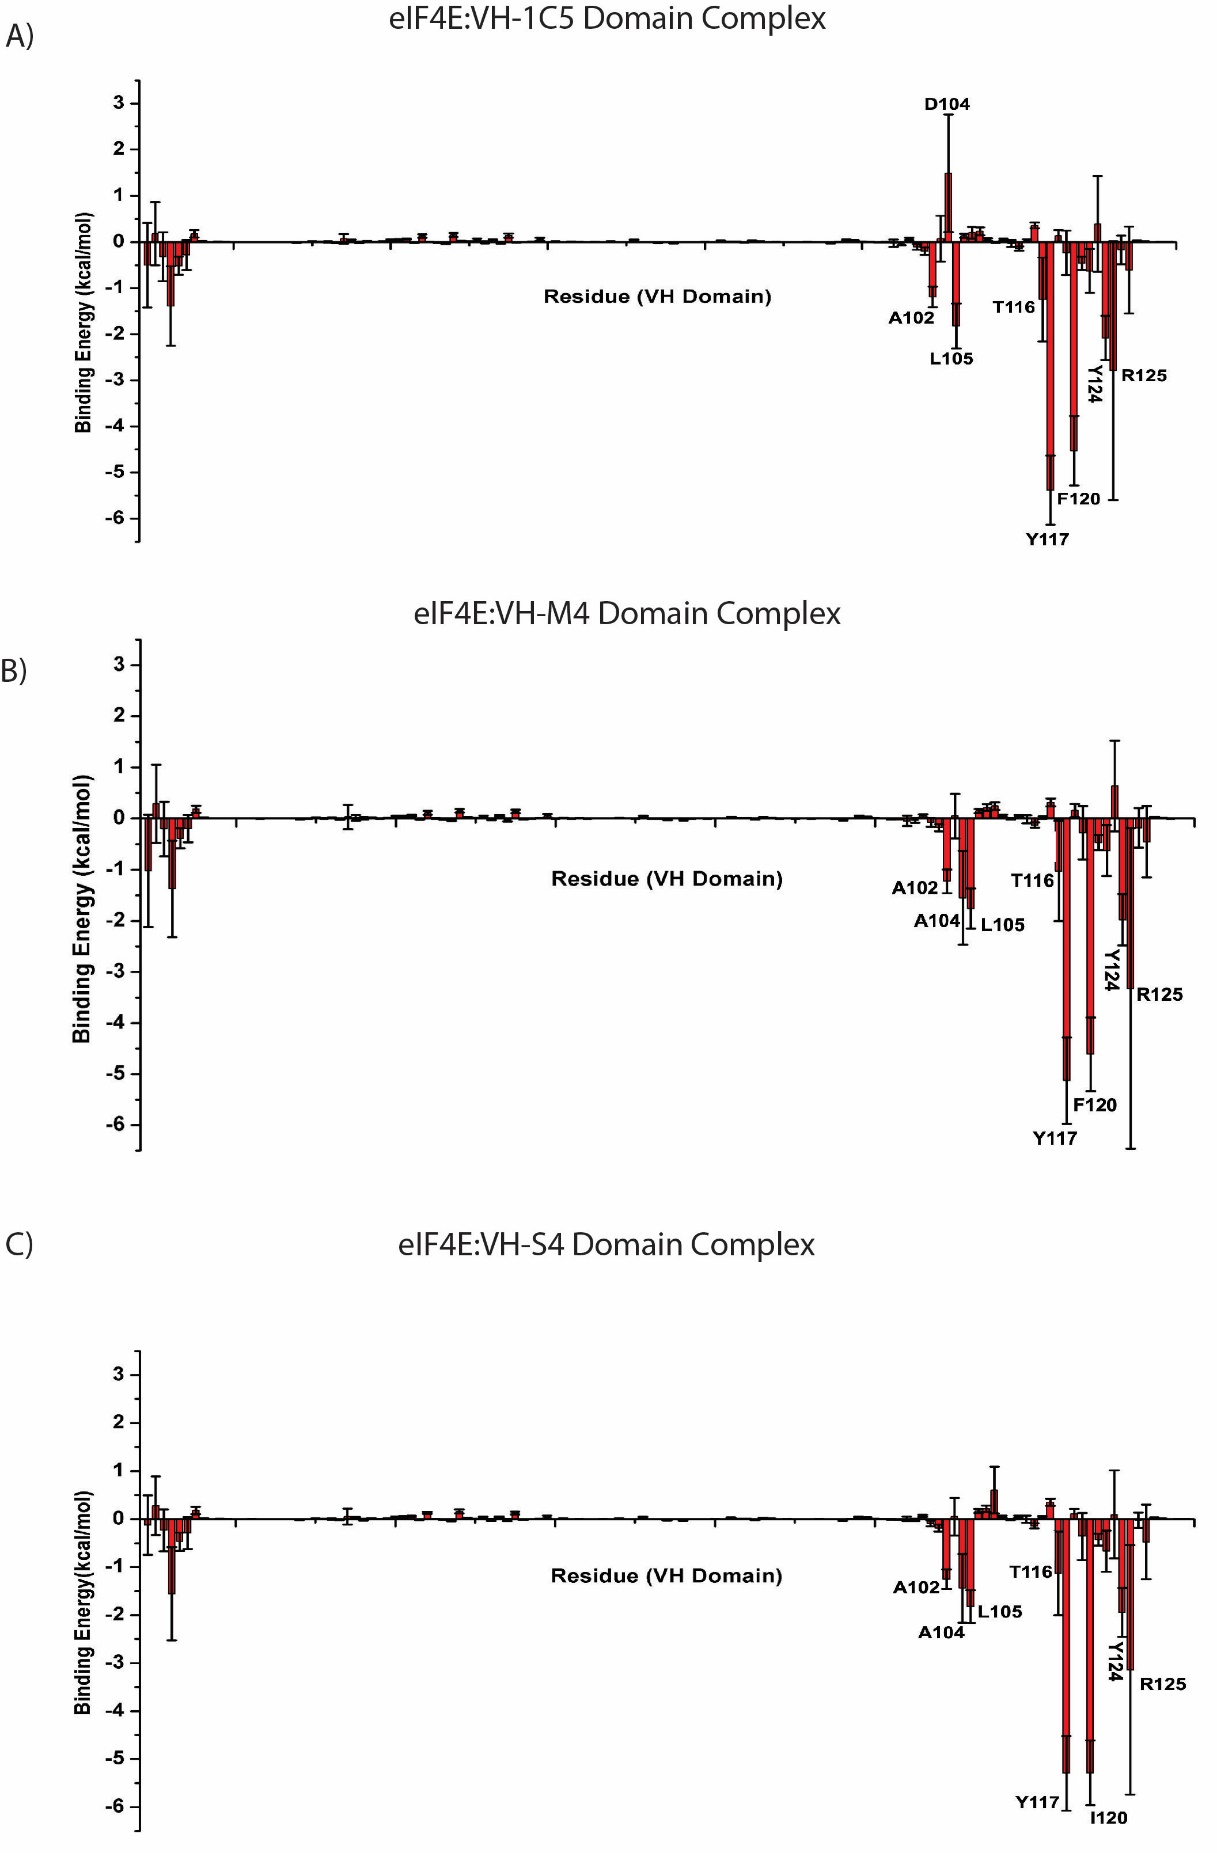 eIF4E:VH-1C5 Domain Complex
A)
3
2
1
0
-1
-2
-3
-4
-5
-6
Binding Energy (kcal/mol)
Residue (VH Domain)
D104
A102
L105
T116
Y117
F120
Y124
R125
eIF4E:VH-M4 Domain Complex
B)
3
2
1
0
-1
-2
-3
-4
-5
-6
Binding Energy (kcal/mol)
Residue (VH Domain)
A102
A104
L105
T116
Y117
F120
Y124
R125
eIF4E:VH-S4 Domain Complex
C)
3
2
1
0
-1
-2
-3
-4
-5
-6
Binding Energy(kcal/mol)
Residue (VH Domain)
A102
A104
L105
T116
Y117
I120
Y124
R125